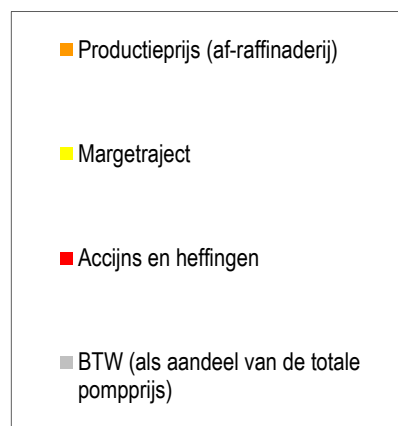 Productieprijs (af-raffinaderij)
Margetraject
Accijns en heffingen
BTW (als aandeel van de totale
pompprijs)